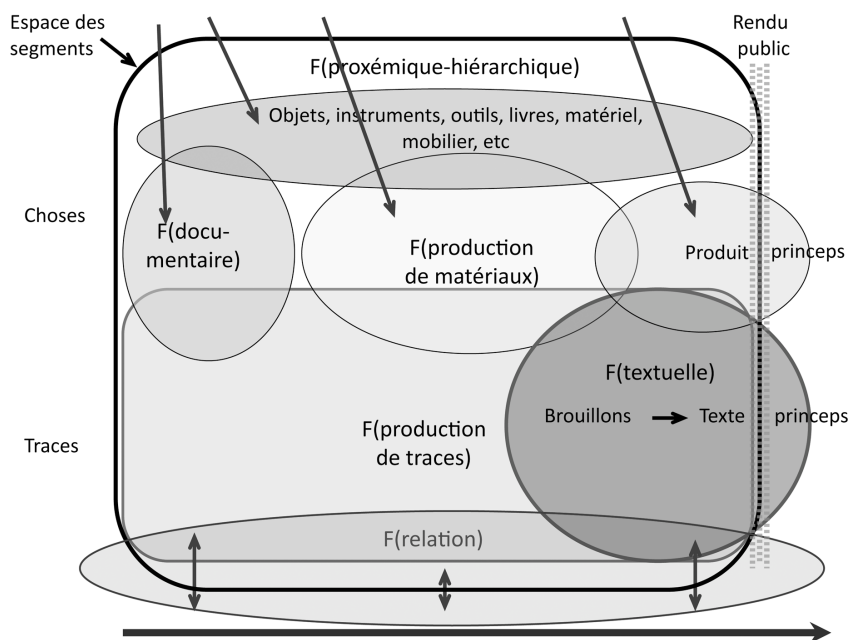 Espace des
segments
Rendu
public
F(proxémique-hiérarchique)
Objets, instruments, outils, livres, matériel,
mobilier, etc
Choses
F(docu-
mentaire)
F(production
de matériaux)
Produit princeps
F(textuelle)
Brouillons Texte princeps
F(production
de traces)
Traces
F(relation)